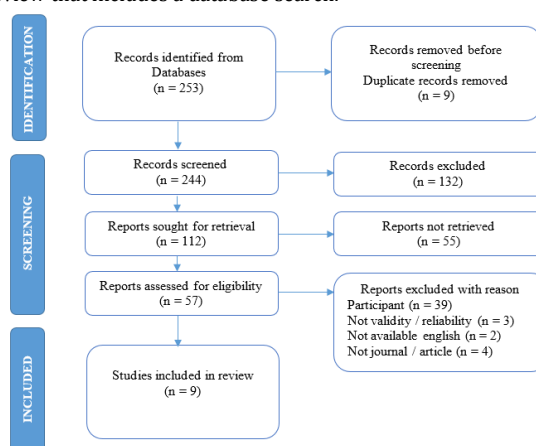 view that includes a database search.
IDENTIFICATION
Records identified from
Databases
(n = 253)
Records removed before
screening
Duplicate records removed
(n = 9)
SCREENING
Records screened
(n = 244)
Records excluded
(n = 132)
Reports sought for retrieval
(n = 112)
Reports not retrieved
(n = 55)
Reports assessed for eligibility
(n = 57)
Reports excluded with reason
Participant (n = 39)
Not validity / reliability (n = 3)
Not available english (n = 2)
Not journal / article (n = 4)
INCLUDED
Studies included in review
(n = 9)